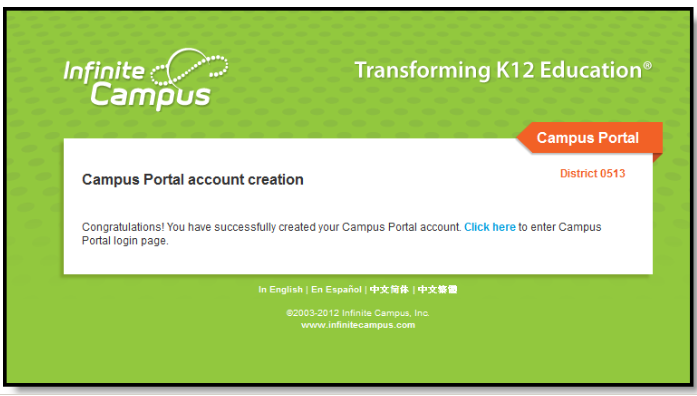 Infinite
Campus
Transforming K12 Education®
Campus Portal
District 0513
Campus Portal account creation
Congratulations! You have successfully created your Campus Portal account. Click here to enter Campus
Portal login page.
In English | En Español | 中文简体 | 中文繁體
©2003-2012 Infinite Campus, Inc.
www.infinitecampus.com